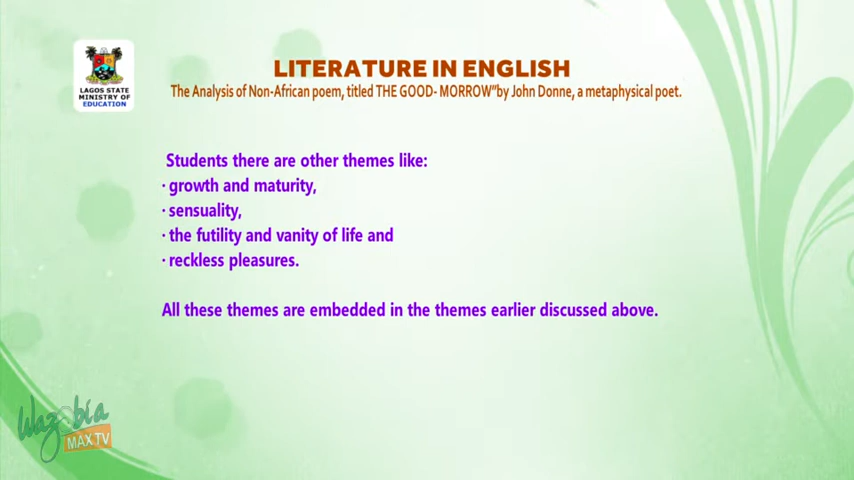 LAGOS STATE
MINISTRY OF
EDUCATION
LITERATURE IN ENGLISH
The Analysis of Non-African poem, titled THE GOOD- MORROW"by John Donne, a metaphysical poet.
Students there are other themes like:
· growth and maturity,
· sensuality,
· the futility and vanity of life and
· reckless pleasures.
All these themes are embedded in the themes earlier discussed above.
Wazobia
MAX TV